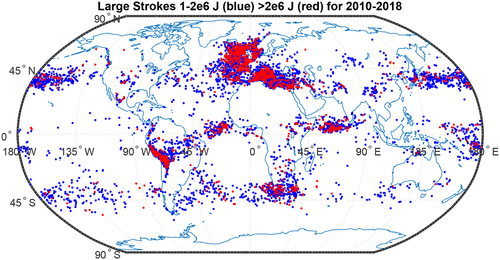 Large Strokes 1-2e6 J (blue) >2e6 J (red) for 2010-2018
90°N
45°N
0°
180°W
135°W
90°W
45°W
0°
45°E
90°E
135°E
180°E
45°S
90°S